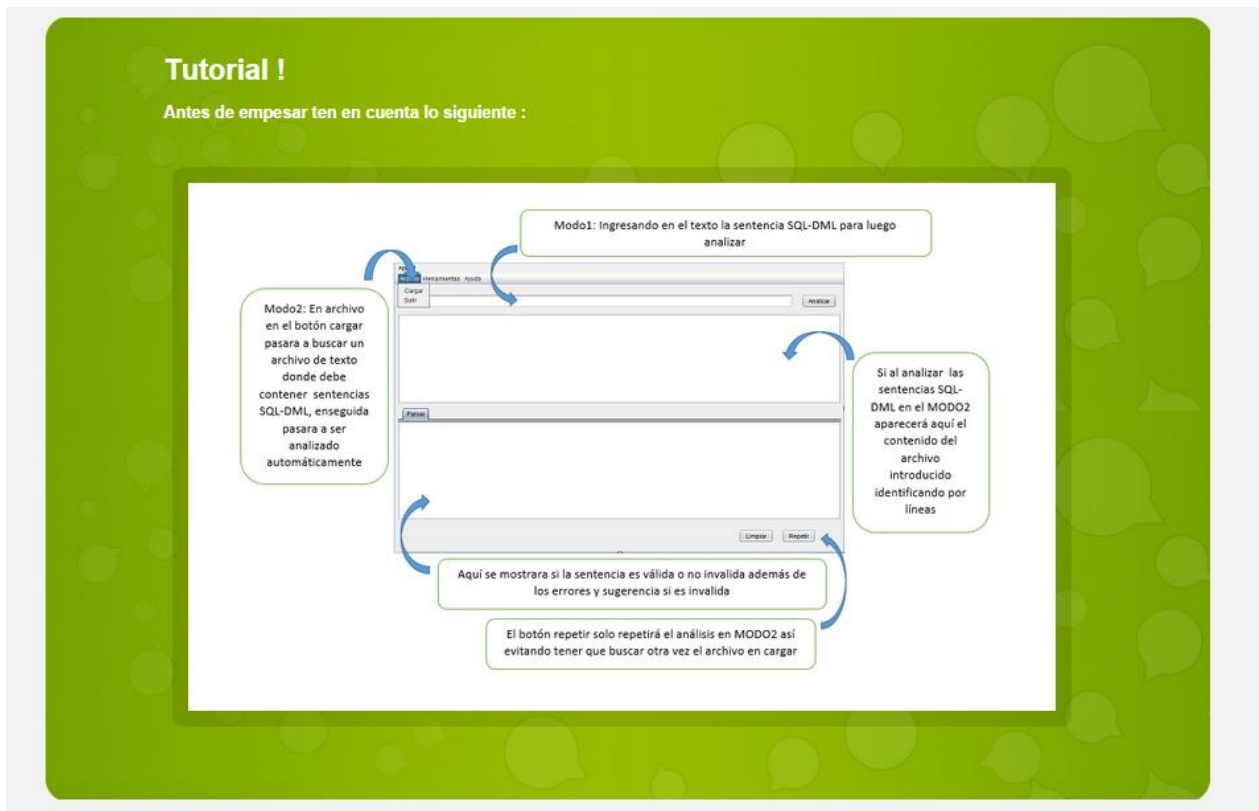 Tutorial !
Antes de empesar ten en cuenta lo siguiente :
Modo1: Ingresando en el texto la sentencia SQL-DML para luego
analizar
Herramientas Ayuda
Cargar
Salir
Analizar
Modo2: En archivo
en el botón cargar
pasara a buscar un
archivo de texto
donde debe
contener sentencias
SQL-DML, enseguida
pasara a ser
analizado
automáticamente
Si al analizar las
sentencias SQL-
DML en el MODO2
aparecerá aquí el
contenido del
archivo
introducido
identificando por
líneas
Parser
Limpiar Repetir
Aquí se mostrara si la sentencia es válida o no invalida además de
los errores y sugerencia si es invalida
El botón repetir solo repetirá el análisis en MODO2 así
evitando tener que buscar otra vez el archivo en cargar